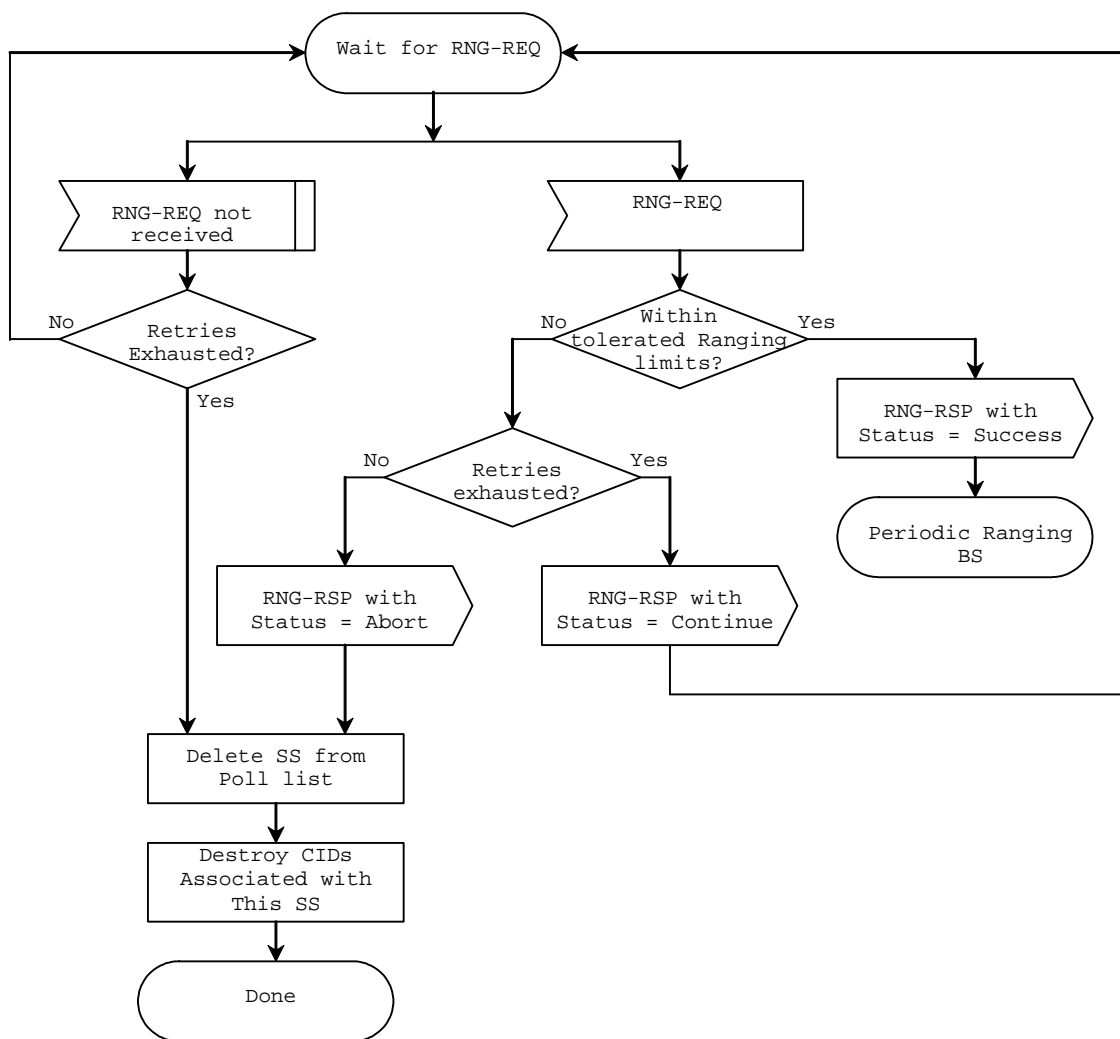 Wait for RNG-REQ
RNG-REQ not
received
RNG-REQ
No
Retries
Exhausted?
Yes
No
Within
tolerated Ranging
limits?
Yes
RNG-RSP with
Status = Success
No
Retries
exhausted?
Yes
Periodic Ranging
BS
RNG-RSP with
Status = Abort
RNG-RSP with
Status = Continue
Delete SS from
Poll list
Destroy CIDs
Associated with
This SS
Done